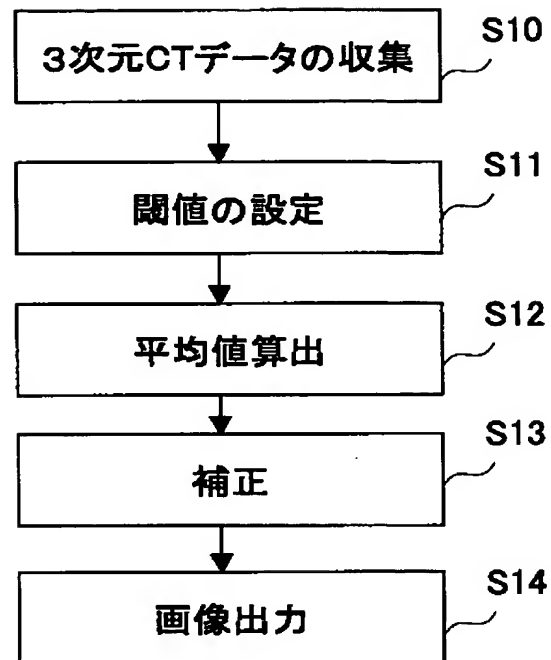 3次元CTデータの収集
S10
閾値の設定
S11
平均値算出
S12
補正
S13
画像出力
S14